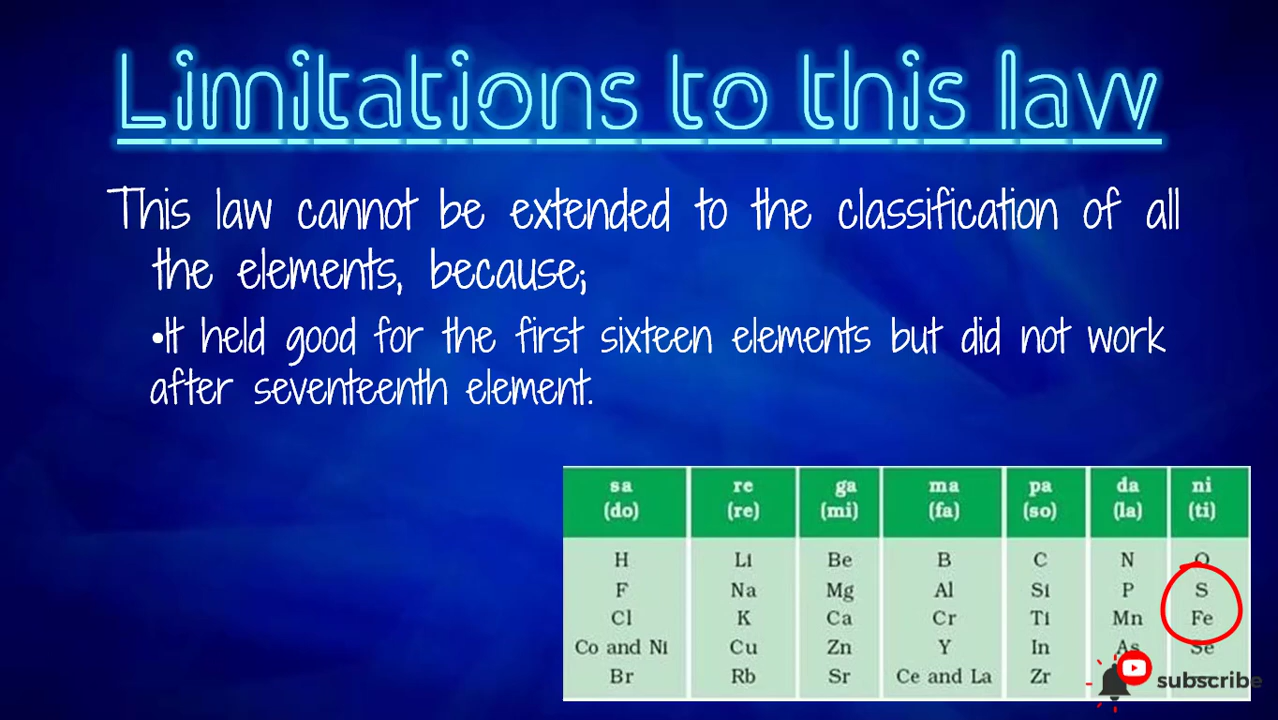 Limitations to this law
This law cannot be extended to the classification of all
the elements, because;
•It held good for the first sixteen elements but did not work
after seventeenth element.
sa re ga ma pa da ni
(do) (re) (mi) (fa) (so) (la) (ti)
H Li Be B C N O
F Na Mg Al Si P S
Cl K Ca Cr Ti Mn Fe
Co and Ni Cu Zn Y In As Se
Br Rb Sr Ce and La Zr
subscribe